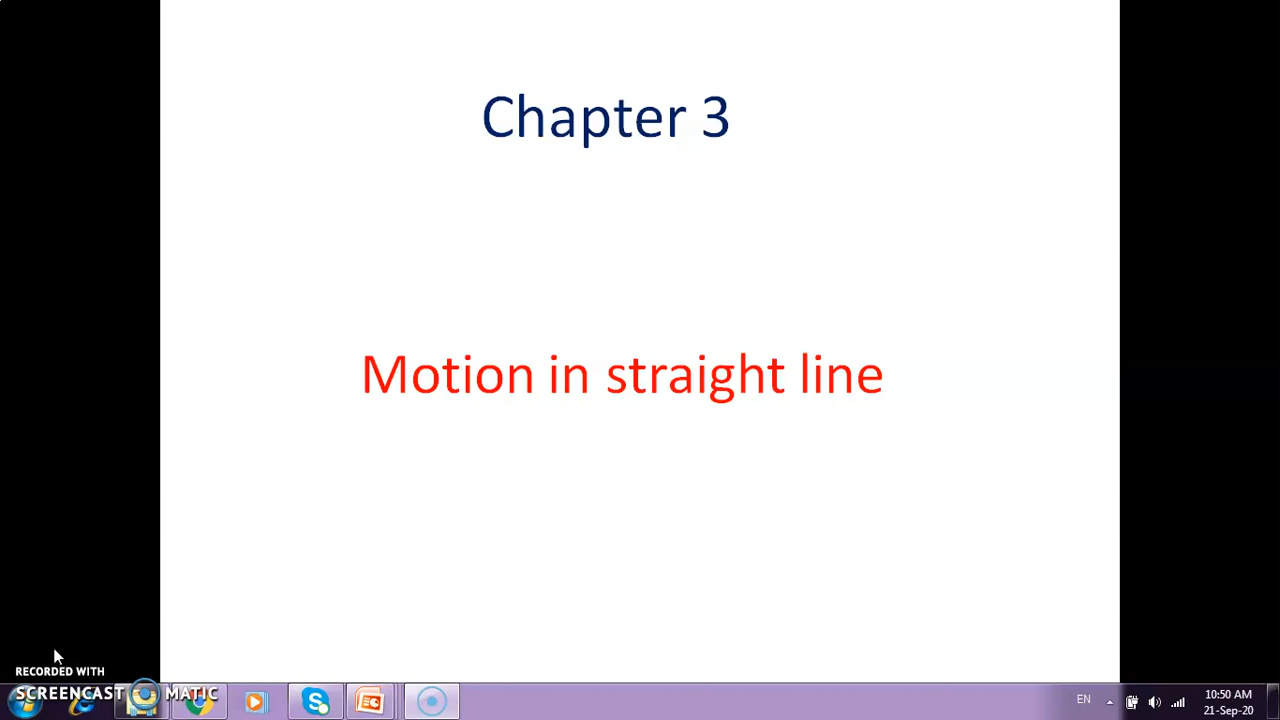 Chapter 3
Motion in straight line
RECORDED WITH
SCREENCAST MATIC
EN
10:50 AM
21-Sep-20